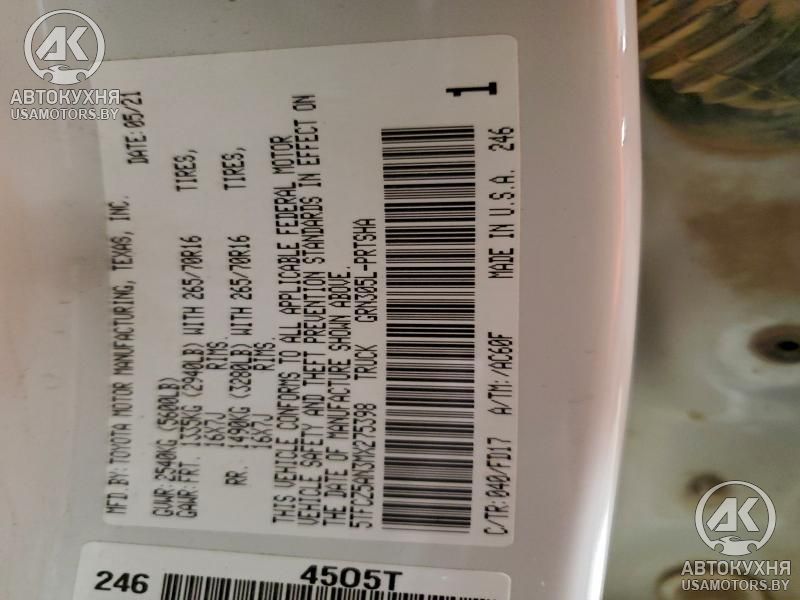 MFD.BY:TOYOTA MOTOR MANUFACTURING, TEXAS, INC. DATE:05/21
GVWR:2540KG (5600LB)
GAWR:FRT. 1335KG (2940LB) WITH 265/70R16 TIRES,
16X7J RIMS.
RR. 1490KG (3280LB) WITH 265/70R16 TIRES,
16X7J RIMS.
THIS VEHICLE CONFORMS TO ALL APPLICABLE FEDERAL MOTOR
VEHICLE SAFETY AND THEFT PREVENTION STANDARDS IN EFFECT ON
THE DATE OF MANUFACTURE SHOWN ABOVE.
5TFCZ5AN3MX275398 TRUCK GRN305L-PRTSHA
C/TR:040/FD17 A/TM:/AC60F MADE IN U.S.A. 246
1
246 4505T
АК
АВТОКУХНЯ
USAMOTORS.BY
АК
АВТОКУХНЯ
USAMOTORS.BY